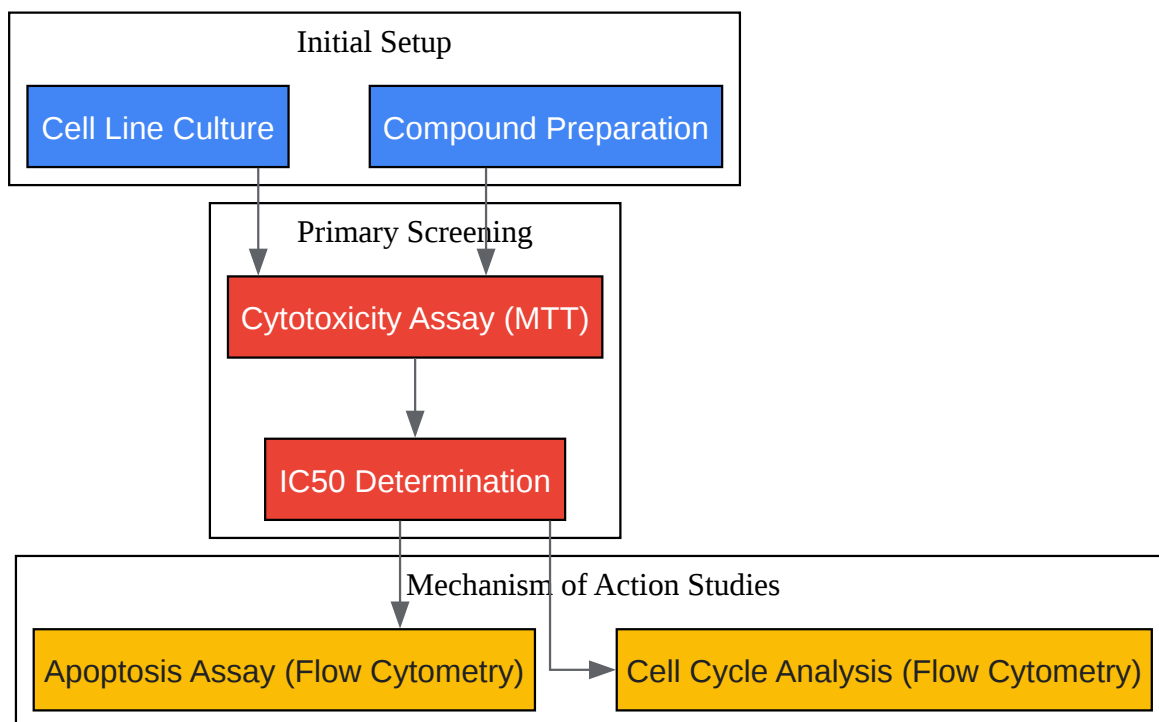 Initial Setup
Cell Line Culture
Compound Preparation
Primary Screening
Cytotoxicity Assay (MTT)
IC50 Determination
Mechanism of Action Studies
Apoptosis Assay (Flow Cytometry)
Cell Cycle Analysis (Flow Cytometry)